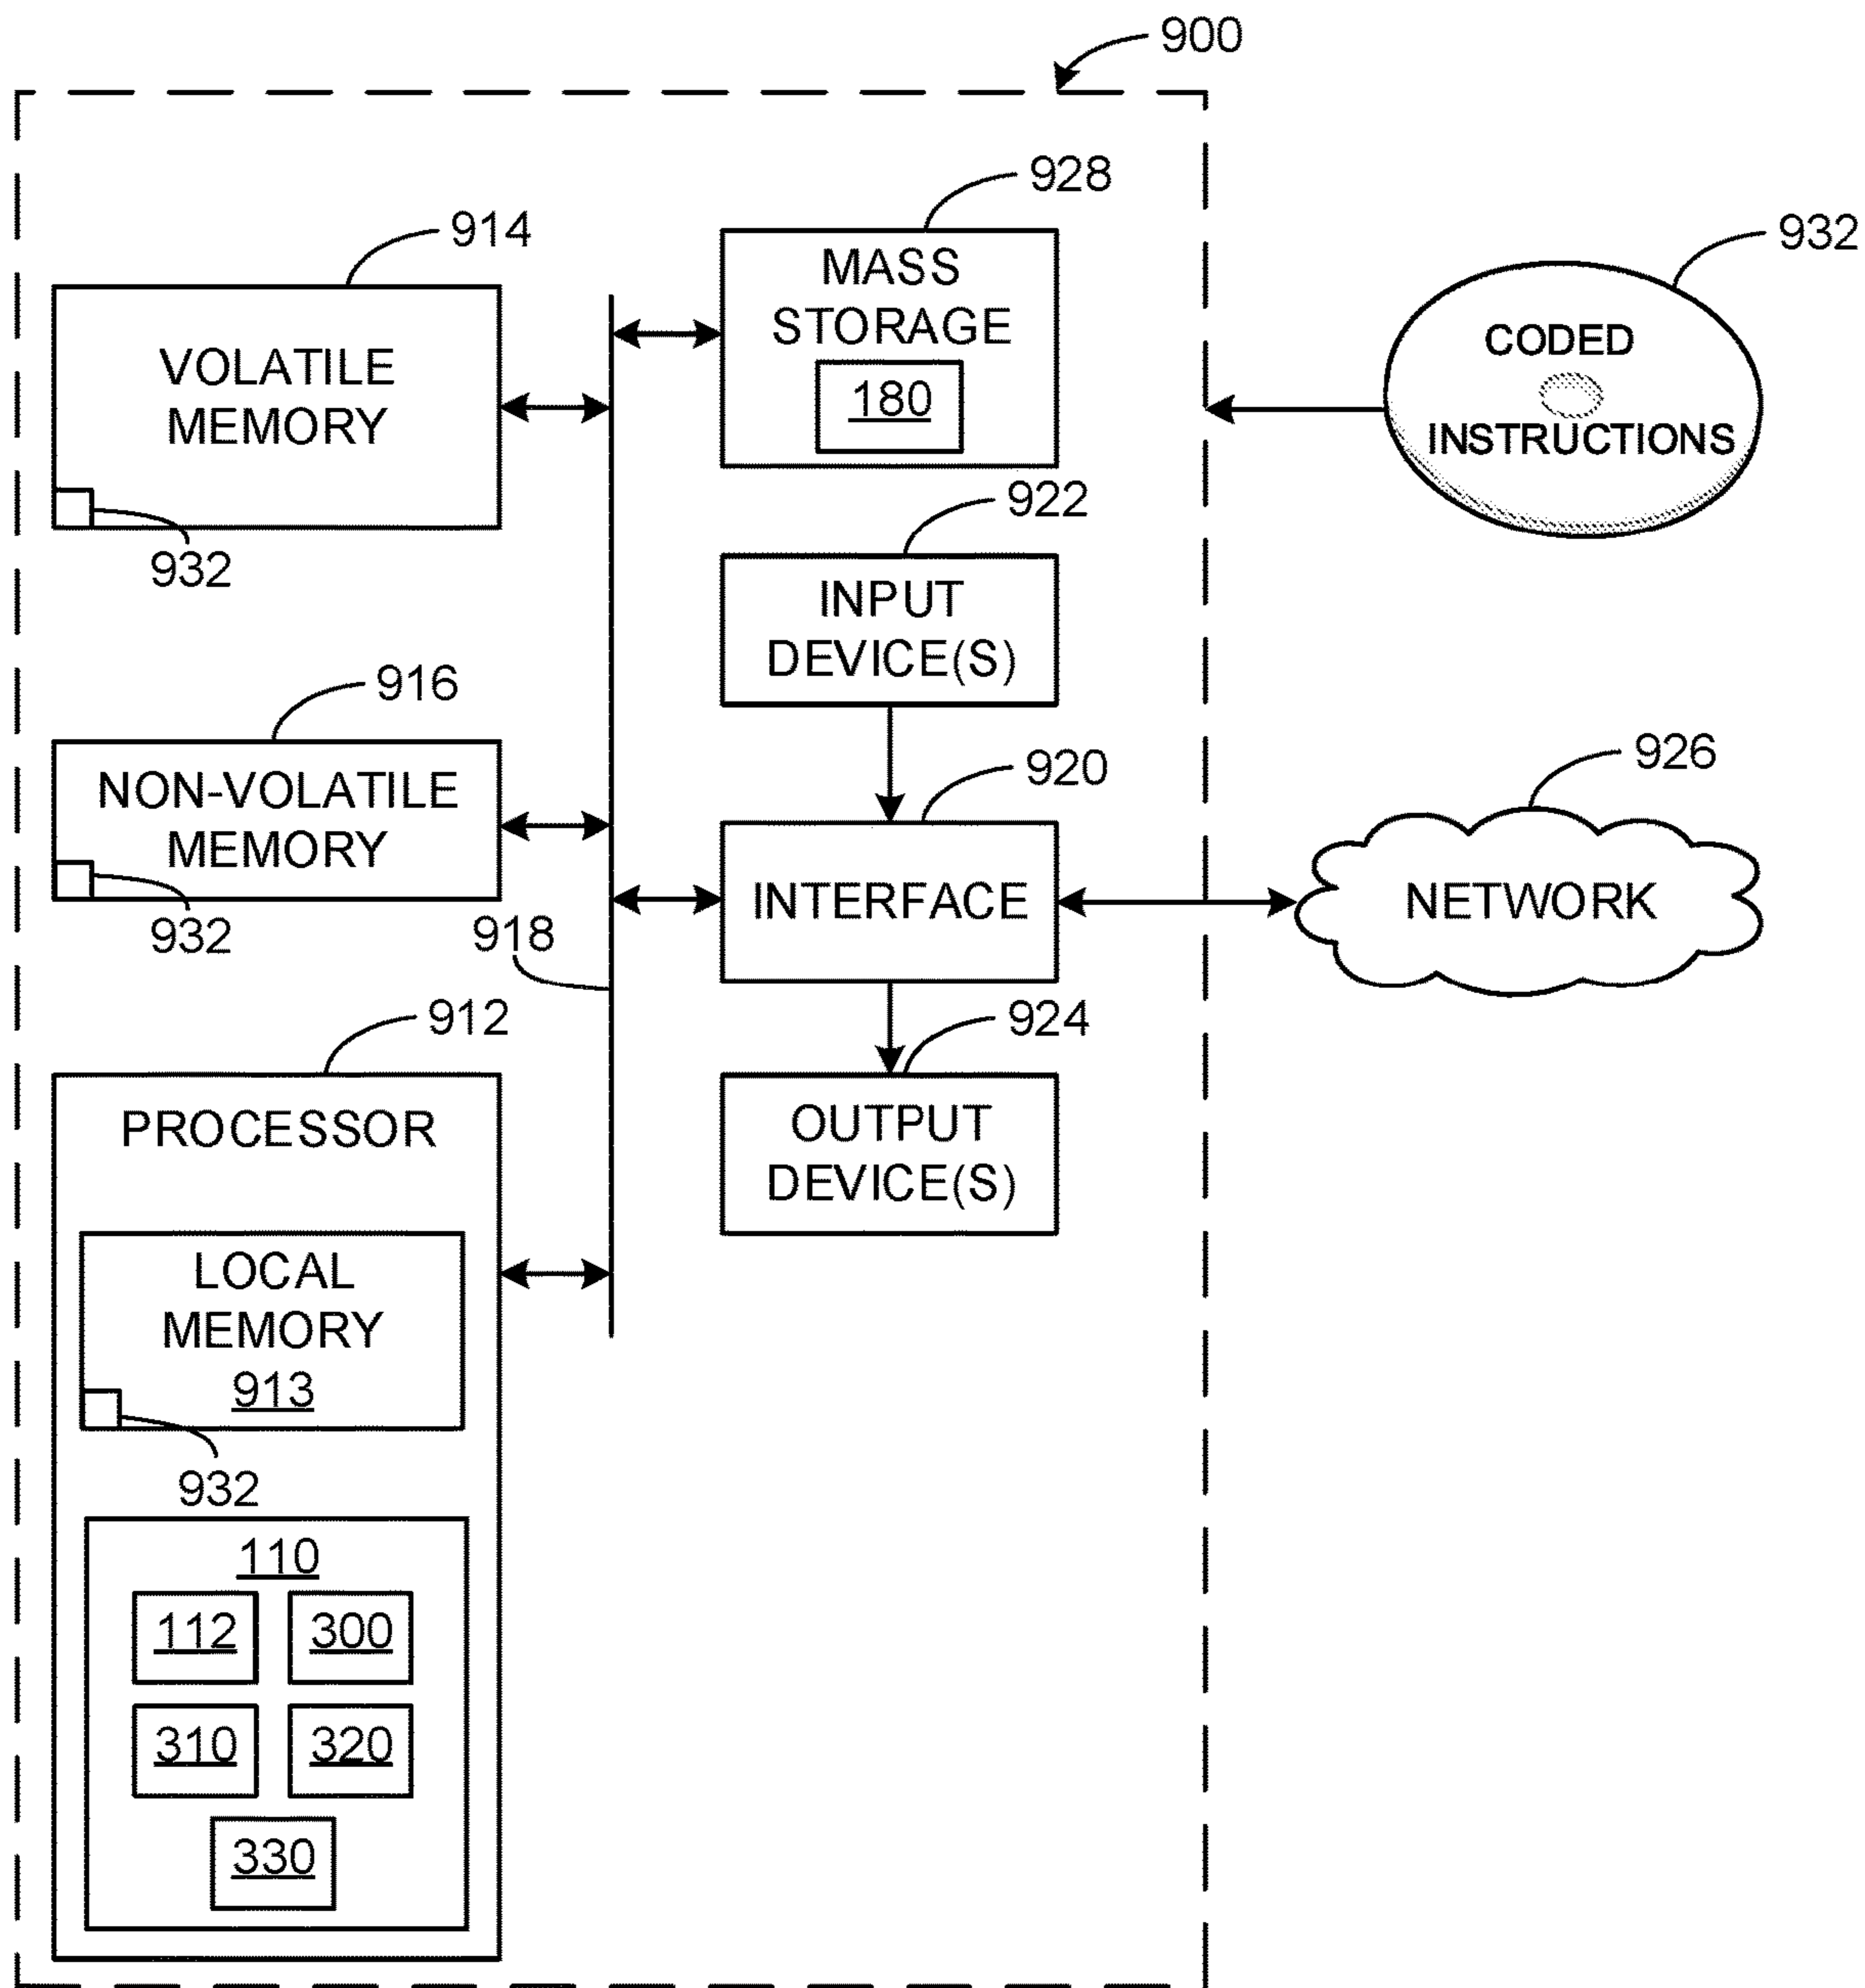 900
928
914
932
MASS
STORAGE
180
VOLATILE
MEMORY
932
CODED
INSTRUCTIONS
922
INPUT
DEVICE(S)
916
920
926
NON-VOLATILE
MEMORY
932
918
INTERFACE
NETWORK
912
924
PROCESSOR
OUTPUT
DEVICE(S)
LOCAL
MEMORY
913
932
110
112
300
310
320
330